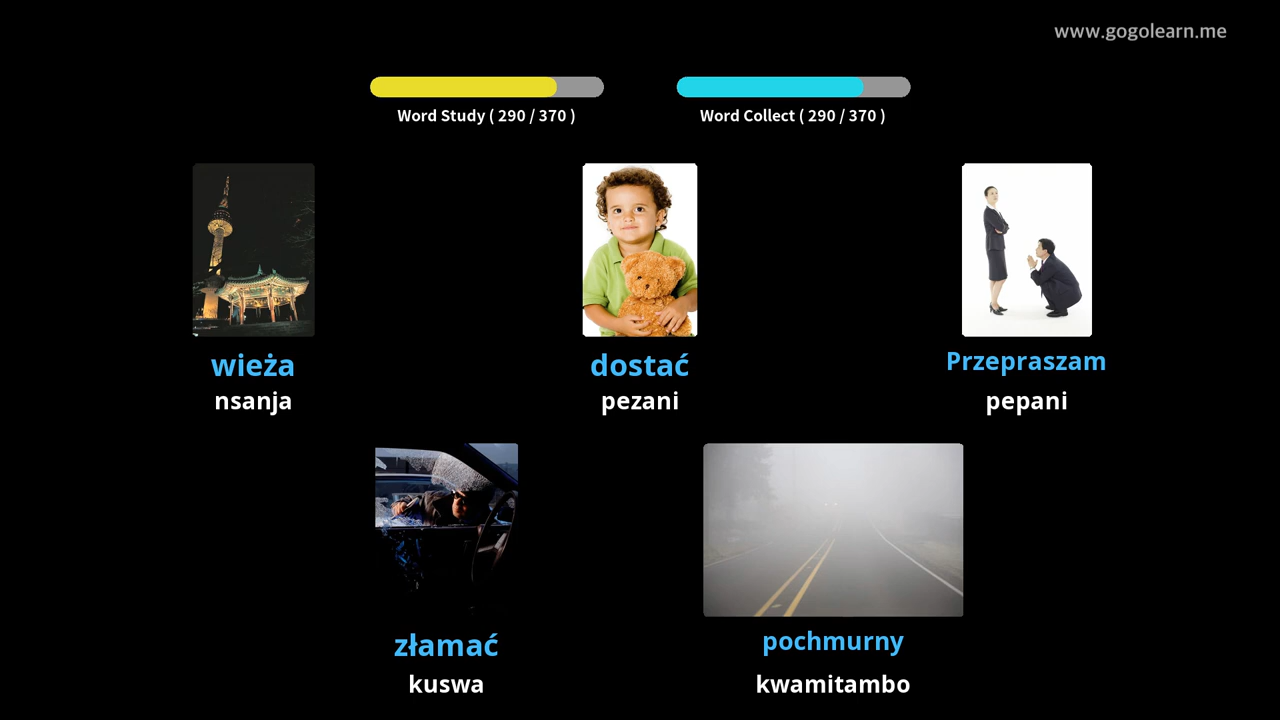 www.gogolearn.me
Word Study ( 290 / 370 )
Word Collect ( 290 / 370 )
wieża
nsanja
dostać
pezani
Przepraszam
pepani
złamać
kuswa
pochmurny
kwamitambo